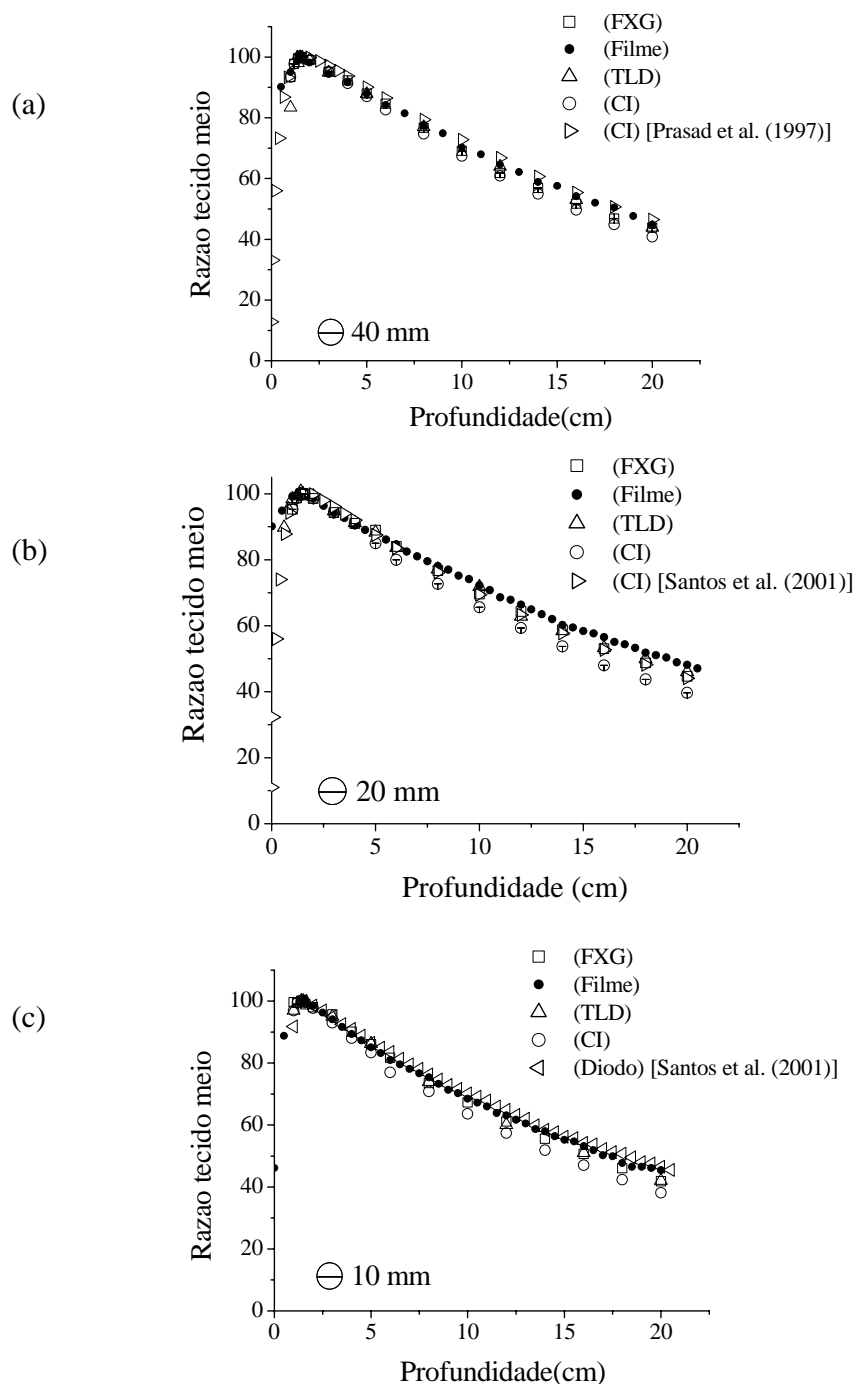 (a)
Razao tecido meio
100
80
60
40
20
0
0 5 10 15 20
Profundidade(cm)
(FXG)
(Filme)
(TLD)
(CI)
(CI) [Prasad et al. (1997)]
40 mm
(b)
Razao tecido meio
100
80
60
40
20
0
0 5 10 15 20
Profundidade (cm)
(FXG)
(Filme)
(TLD)
(CI)
(CI) [Santos et al. (2001)]
20 mm
(c)
Razao tecido meio
100
80
60
40
20
0
0 5 10 15 20
Profundidade(cm)
(FXG)
(Filme)
(TLD)
(CI)
(Diodo) [Santos et al. (2001)]
10 mm